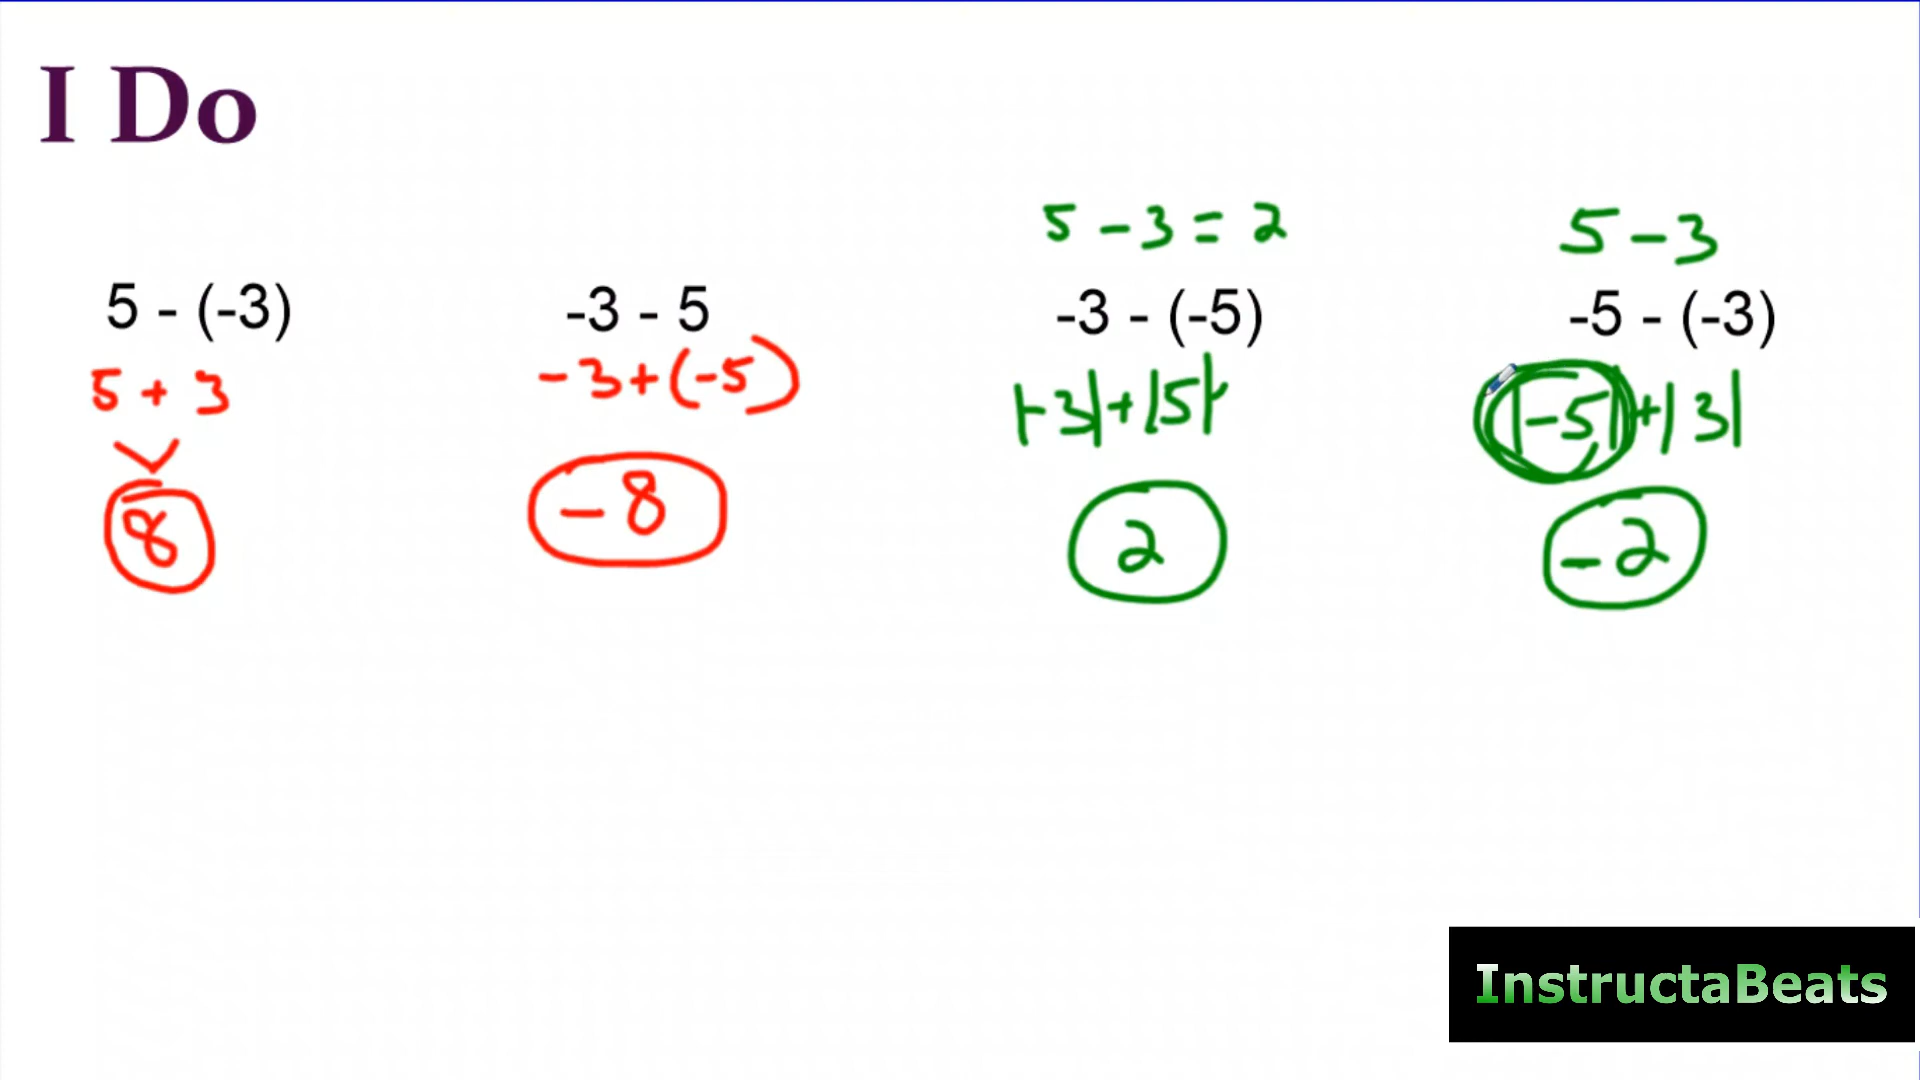 I Do
5 - 3 = 2
5 - 3
5 - (-3)
-3 - 5
-3 - (-5)
-5 - (-3)
5 + 3
-3 + (-5)
|-3| + |5|
|-5| + |3|
8
-8
2
-2
InstructaBeats